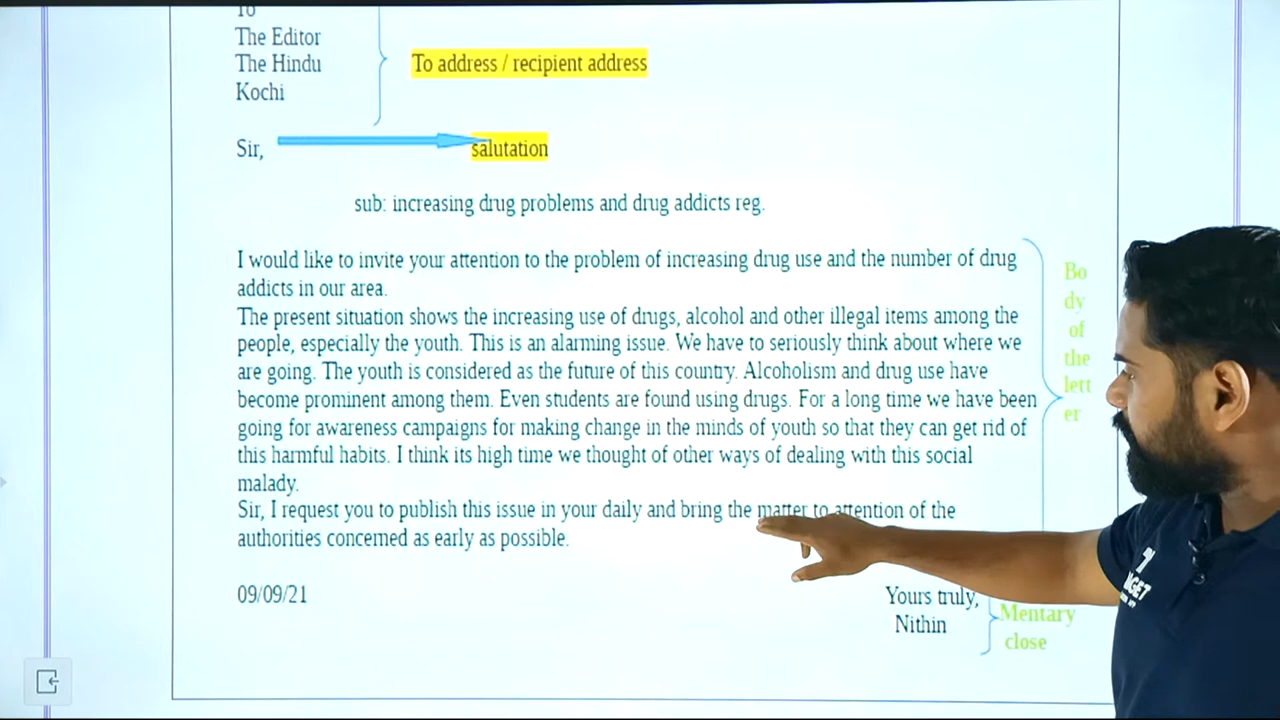 To
The Editor
The Hindu
Kochi
To address / recipient address
Sir,
salutation
sub: increasing drug problems and drug addicts reg.
I would like to invite your attention to the problem of increasing drug use and the number of drug
addicts in our area.
The present situation shows the increasing use of drugs, alcohol and other illegal items among the
people, especially the youth. This is an alarming issue. We have to seriously think about where we
are going. The youth is considered as the future of this country. Alcoholism and drug use have
become prominent among them. Even students are found using drugs. For a long time we have been
going for awareness campaigns for making change in the minds of youth so that they can get rid of
this harmful habits. I think its high time we thought of other ways of dealing with this social
malady.
Sir, I request you to publish this issue in your daily and bring the matter to attention of the
authorities concerned as early as possible.
Bo
dy
of
the
lett
er
09/09/21
Yours truly,
Nithin
Mentary
close